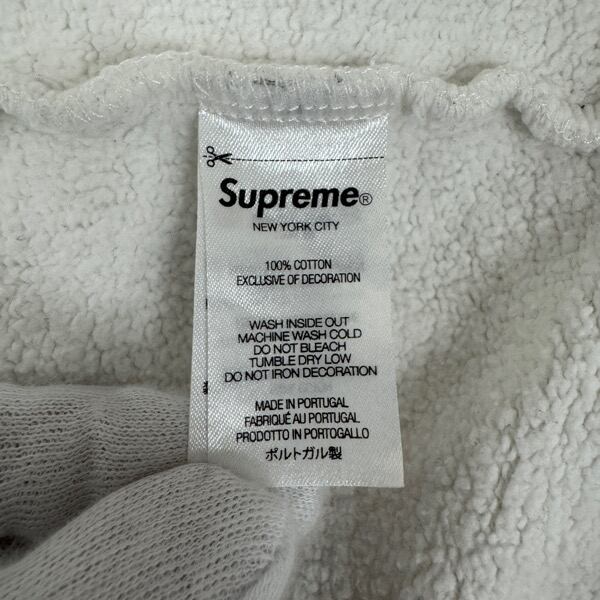 Supreme®
NEW YORK CITY
100% COTTON
EXCLUSIVE OF DECORATION
WASH INSIDE OUT
MACHINE WASH COLD
DO NOT BLEACH
TUMBLE DRY LOW
DO NOT IRON DECORATION
MADE IN PORTUGAL
FABRIQUÉ AU PORTUGAL
PRODOTTO IN PORTOGALLO
ポルトガル製